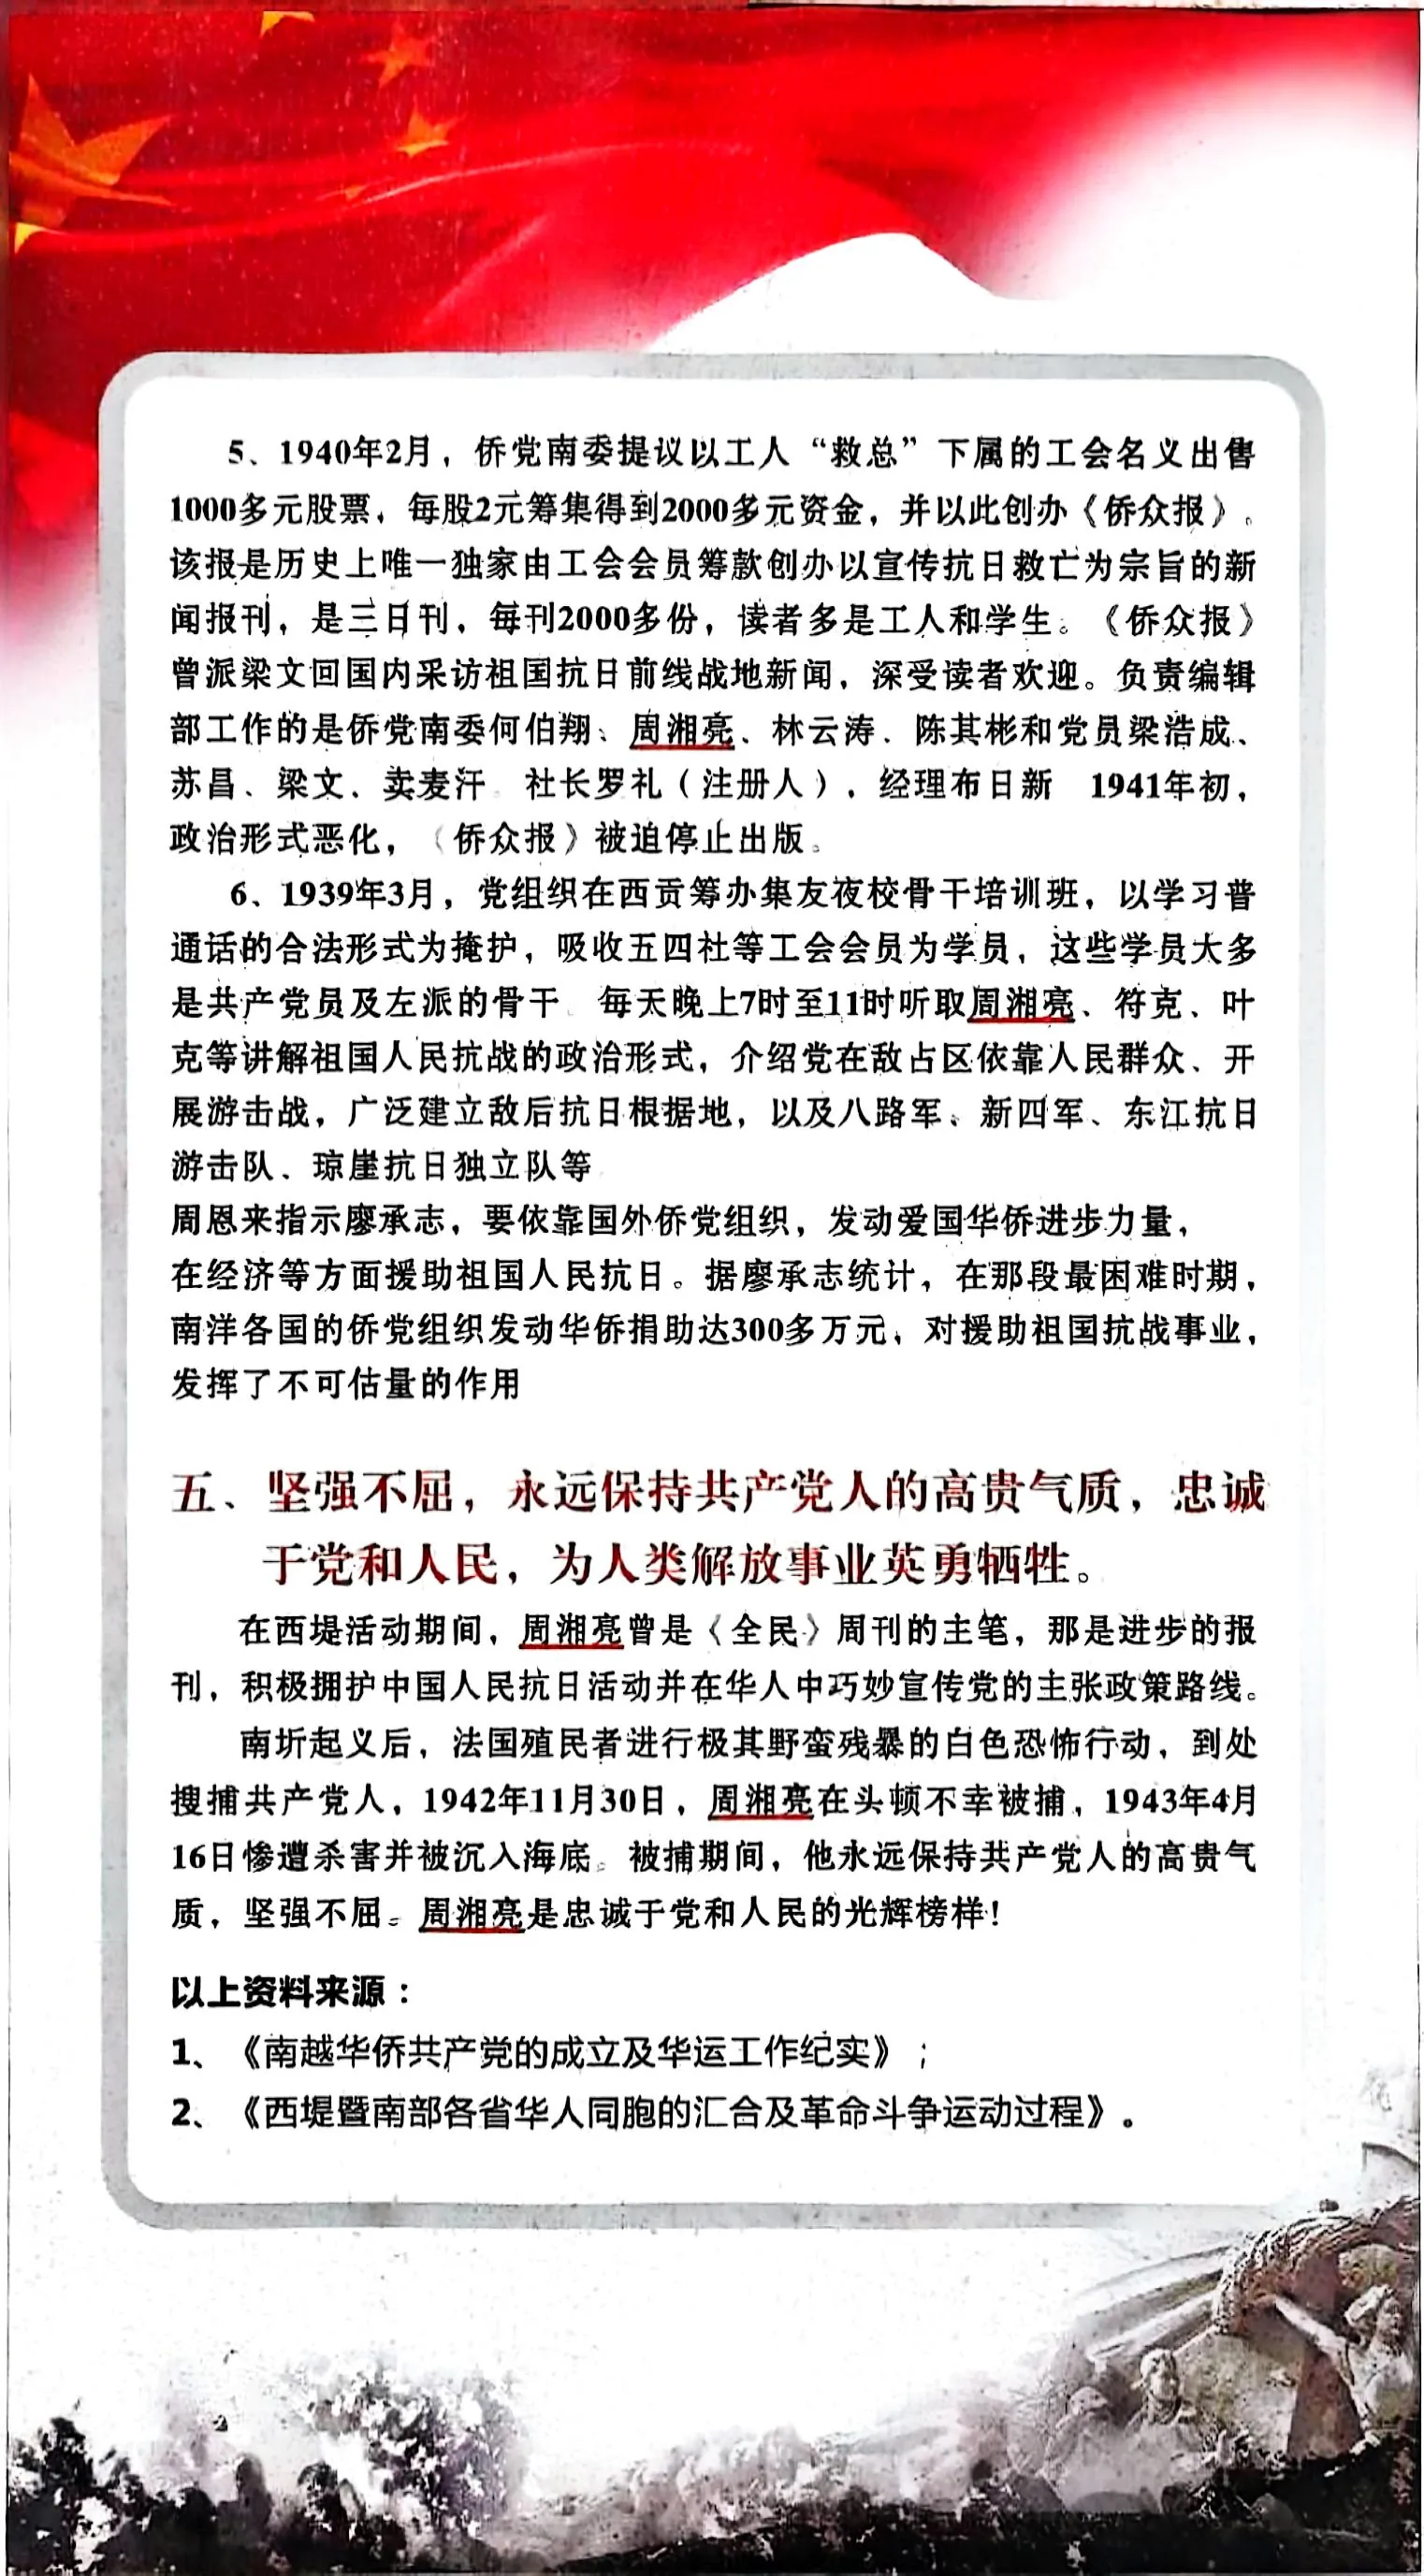 5、1940年2月，侨党南委提议以工人“救总”下属的工会名义出售
1000多元股票，每股2元筹集得到2000多元资金，并以此创办《侨众报》。
该报是历史上唯一独家由工会会员筹款创办以宣传抗日救亡为宗旨的新
闻报刊，是三日刊，每刊2000多份，读者多是工人和学生。《侨众报》
曾派梁文回国内采访祖国抗日前线战地新闻，深受读者欢迎。负责编辑
部工作的是侨党南委何伯翔、周湘亮、林云涛、陈其彬和党员梁浩成、
苏昌、梁文、卖麦汗 社长罗礼（注册人），经理布日新 1941年初，
政治形式恶化，《侨众报》被迫停止出版。
6、1939年3月，党组织在西贡筹办集友夜校骨干培训班，以学习普
通话的合法形式为掩护，吸收五四社等工会会员为学员，这些学员大多
是共产党员及左派的骨干 每天晚上7时至11时听取周湘亮、符克、叶
克等讲解祖国人民抗战的政治形式，介绍党在敌占区依靠人民群众、开
展游击战，广泛建立敌后抗日根据地，以及八路军、新四军、东江抗日
游击队、琼崖抗日独立队等
周恩来指示廖承志，要依靠国外侨党组织，发动爱国华侨进步力量，
在经济等方面援助祖国人民抗日。据廖承志统计，在那段最困难时期，
南洋各国的侨党组织发动华侨捐助达300多万元，对援助祖国抗战事业，
发挥了不可估量的作用
五、坚强不屈，永远保持共产党人的高贵气质，忠诚
于党和人民，为人类解放事业英勇牺牲。
在西堤活动期间，周湘亮曾是〈全民〉周刊的主笔，那是进步的报
刊，积极拥护中国人民抗日活动并在华人中巧妙宣传党的主张政策路线。
南圻起义后，法国殖民者进行极其野蛮残暴的白色恐怖行动，到处
搜捕共产党人，1942年11月30日，周湘亮在头顿不幸被捕，1943年4月
16日惨遭杀害并被沉入海底。被捕期间，他永远保持共产党人的高贵气
质，坚强不屈。周湘亮是忠诚于党和人民的光辉榜样！
以上资料来源：
1、《南越华侨共产党的成立及华运工作纪实》；
2、《西堤暨南部各省华人同胞的汇合及革命斗争运动过程》。